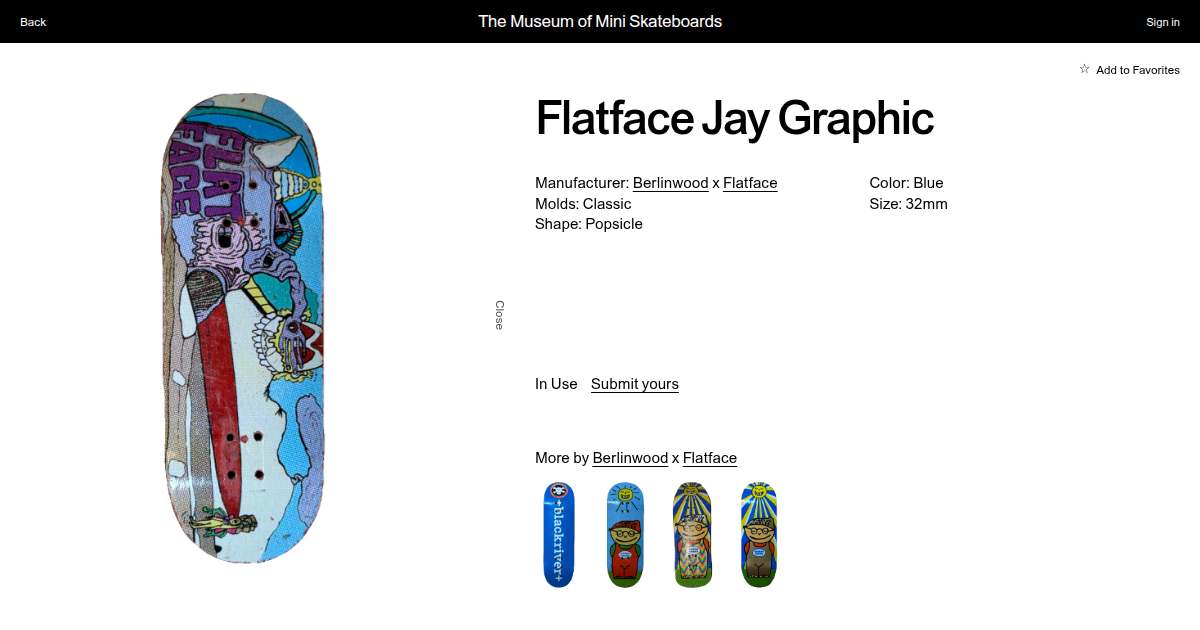 Back
The Museum of Mini Skateboards
Sign in
☆ Add to Favorites
FLAT
FACE
Flatface Jay Graphic
Manufacturer: Berlinwood x Flatface
Molds: Classic
Shape: Popsicle
Color: Blue
Size: 32mm
Close
In Use Submit yours
More by Berlinwood x Flatface
+blackriver+